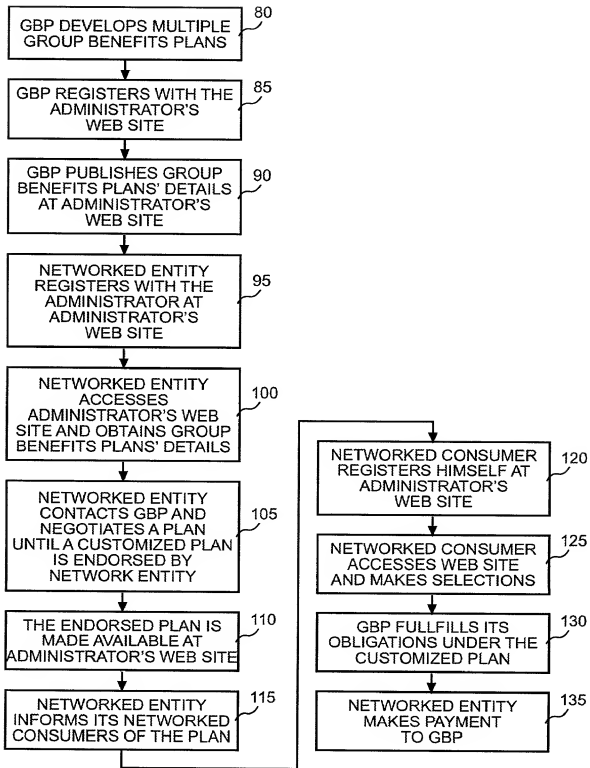 80
GBP DEVELOPS MULTIPLE
GROUP BENEFITS PLANS
85
GBP REGISTERS WITH THE
ADMINISTRATOR'S
WEB SITE
90
GBP PUBLISHES GROUP
BENEFITS PLANS' DETAILS
AT ADMINISTRATOR'S
WEB SITE
95
NETWORKED ENTITY
REGISTERS WITH THE
ADMINISTRATOR AT
ADMINISTRATOR'S
WEB SITE
100
NETWORKED ENTITY
ACCESSES
ADMINISTRATOR'S WEB
SITE AND OBTAINS GROUP
BENEFITS PLANS' DETAILS
105
NETWORKED ENTITY
CONTACTS GBP AND
NEGOTIATES A PLAN
UNTIL A CUSTOMIZED PLAN
IS ENDORSED BY
NETWORK ENTITY
110
THE ENDORSED PLAN IS
MADE AVAILABLE AT
ADMINISTRATOR'S WEB SITE
115
NETWORKED ENTITY
INFORMS ITS NETWORKED
CONSUMERS OF THE PLAN
120
NETWORKED CONSUMER
REGISTERS HIMSELF AT
ADMINISTRATOR'S
WEB SITE
125
NETWORKED CONSUMER
ACCESSES WEB SITE
AND MAKES SELECTIONS
130
GBP FULLFILLS ITS
OBLIGATIONS UNDER THE
CUSTOMIZED PLAN
135
NETWORKED ENTITY
MAKES PAYMENT
TO GBP